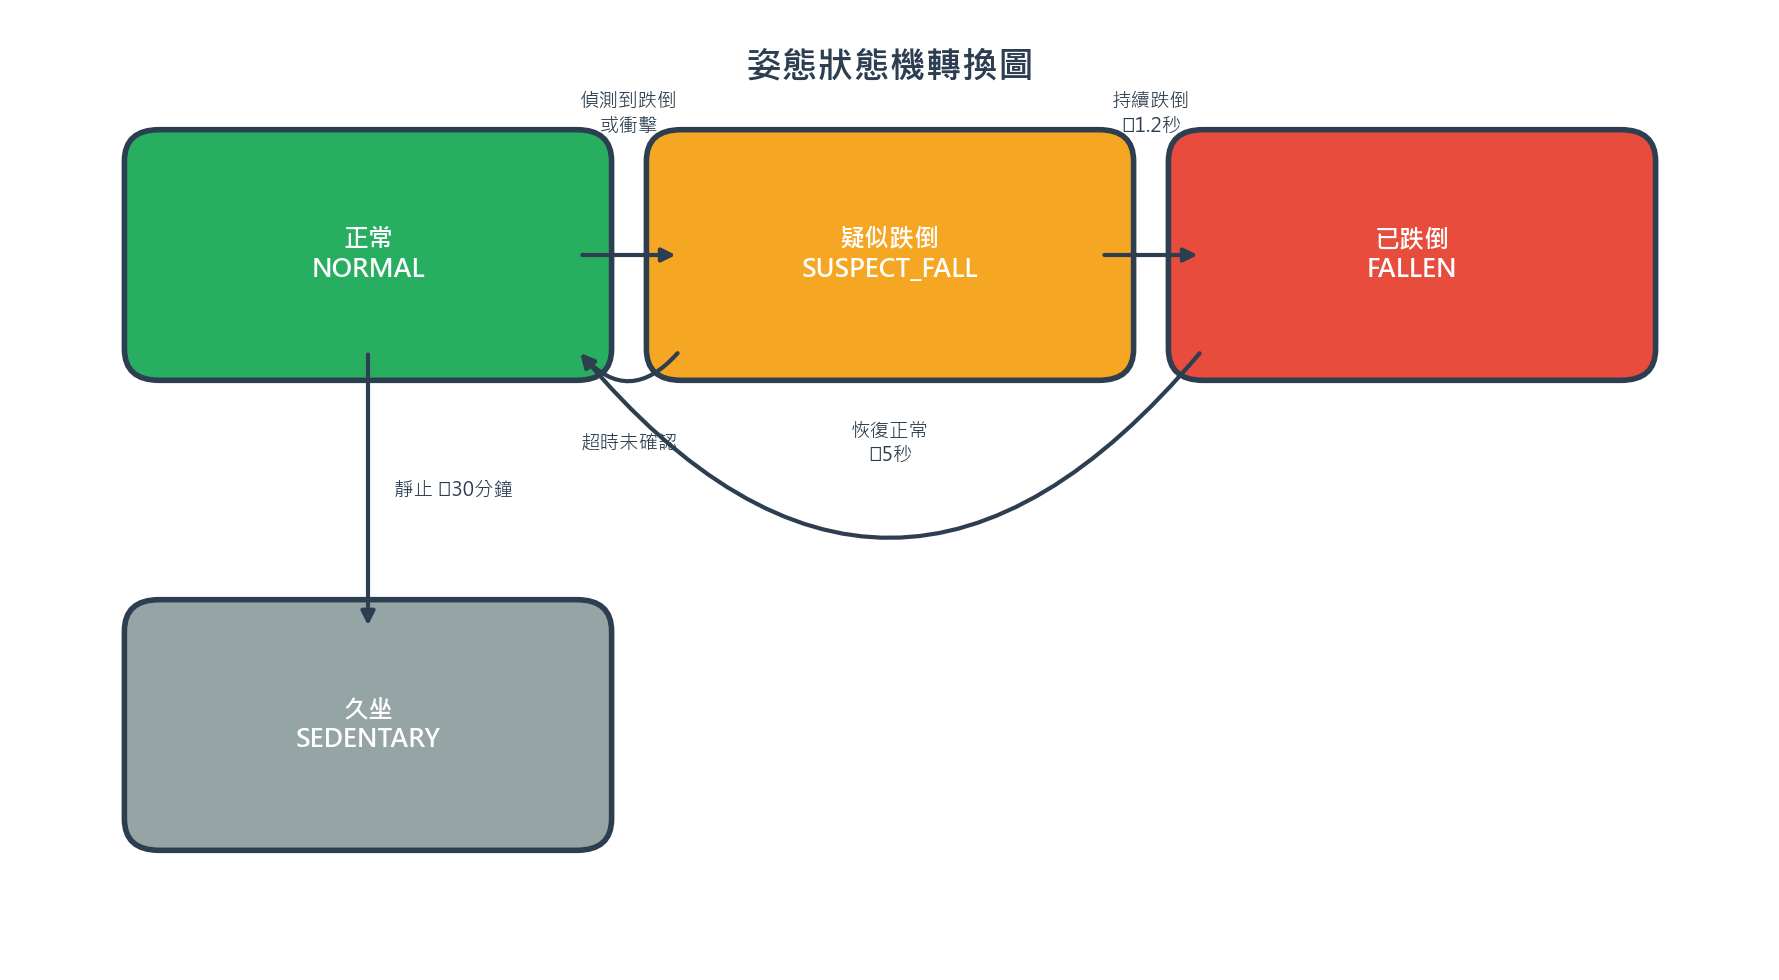 姿態狀態機轉換圖
偵測到跌倒
或衝擊
持續跌倒
□1.2秒
正常
NORMAL
疑似跌倒
SUSPECT_FALL
已跌倒
FALLEN
超時未確認
恢復正常
□5秒
靜止 □30分鐘
久坐
SEDENTARY